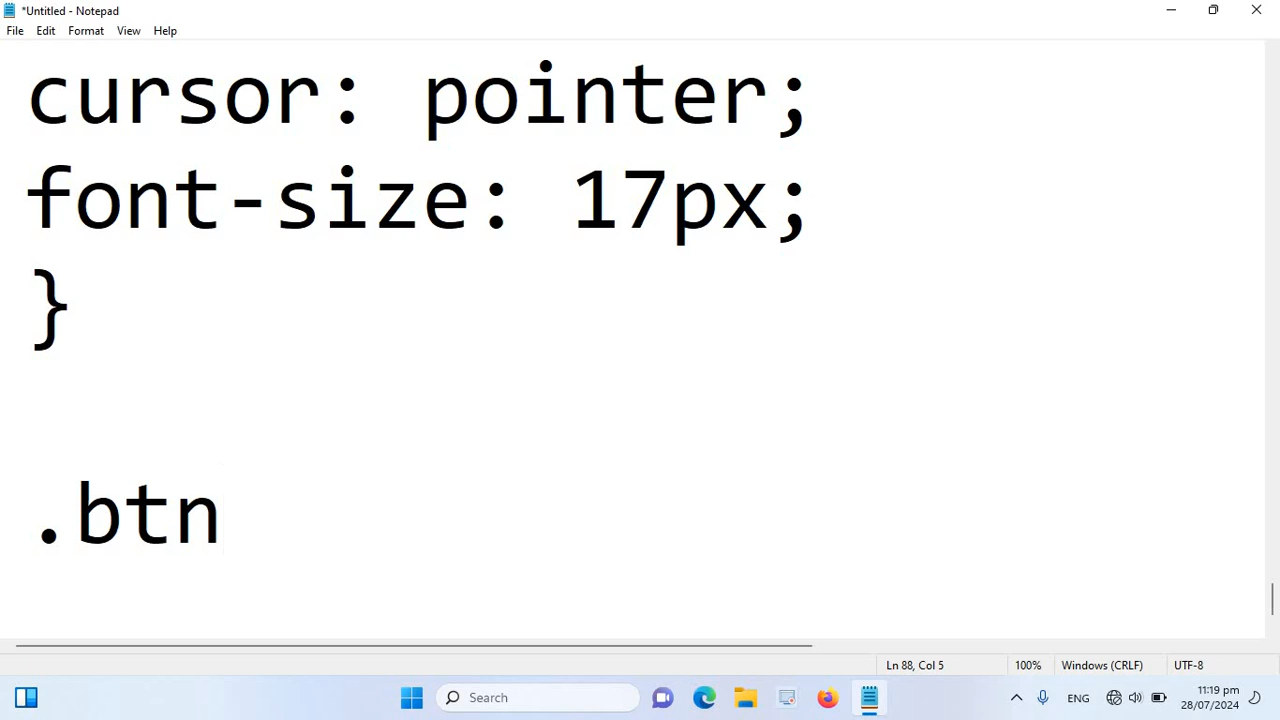 *Untitled - Notepad
File Edit Format View Help
cursor: pointer;
font-size: 17px;
}
.btn
Ln 88, Col 5 100% Windows (CRLF) UTF-8
Search ENG 11:19 pm
28/07/2024